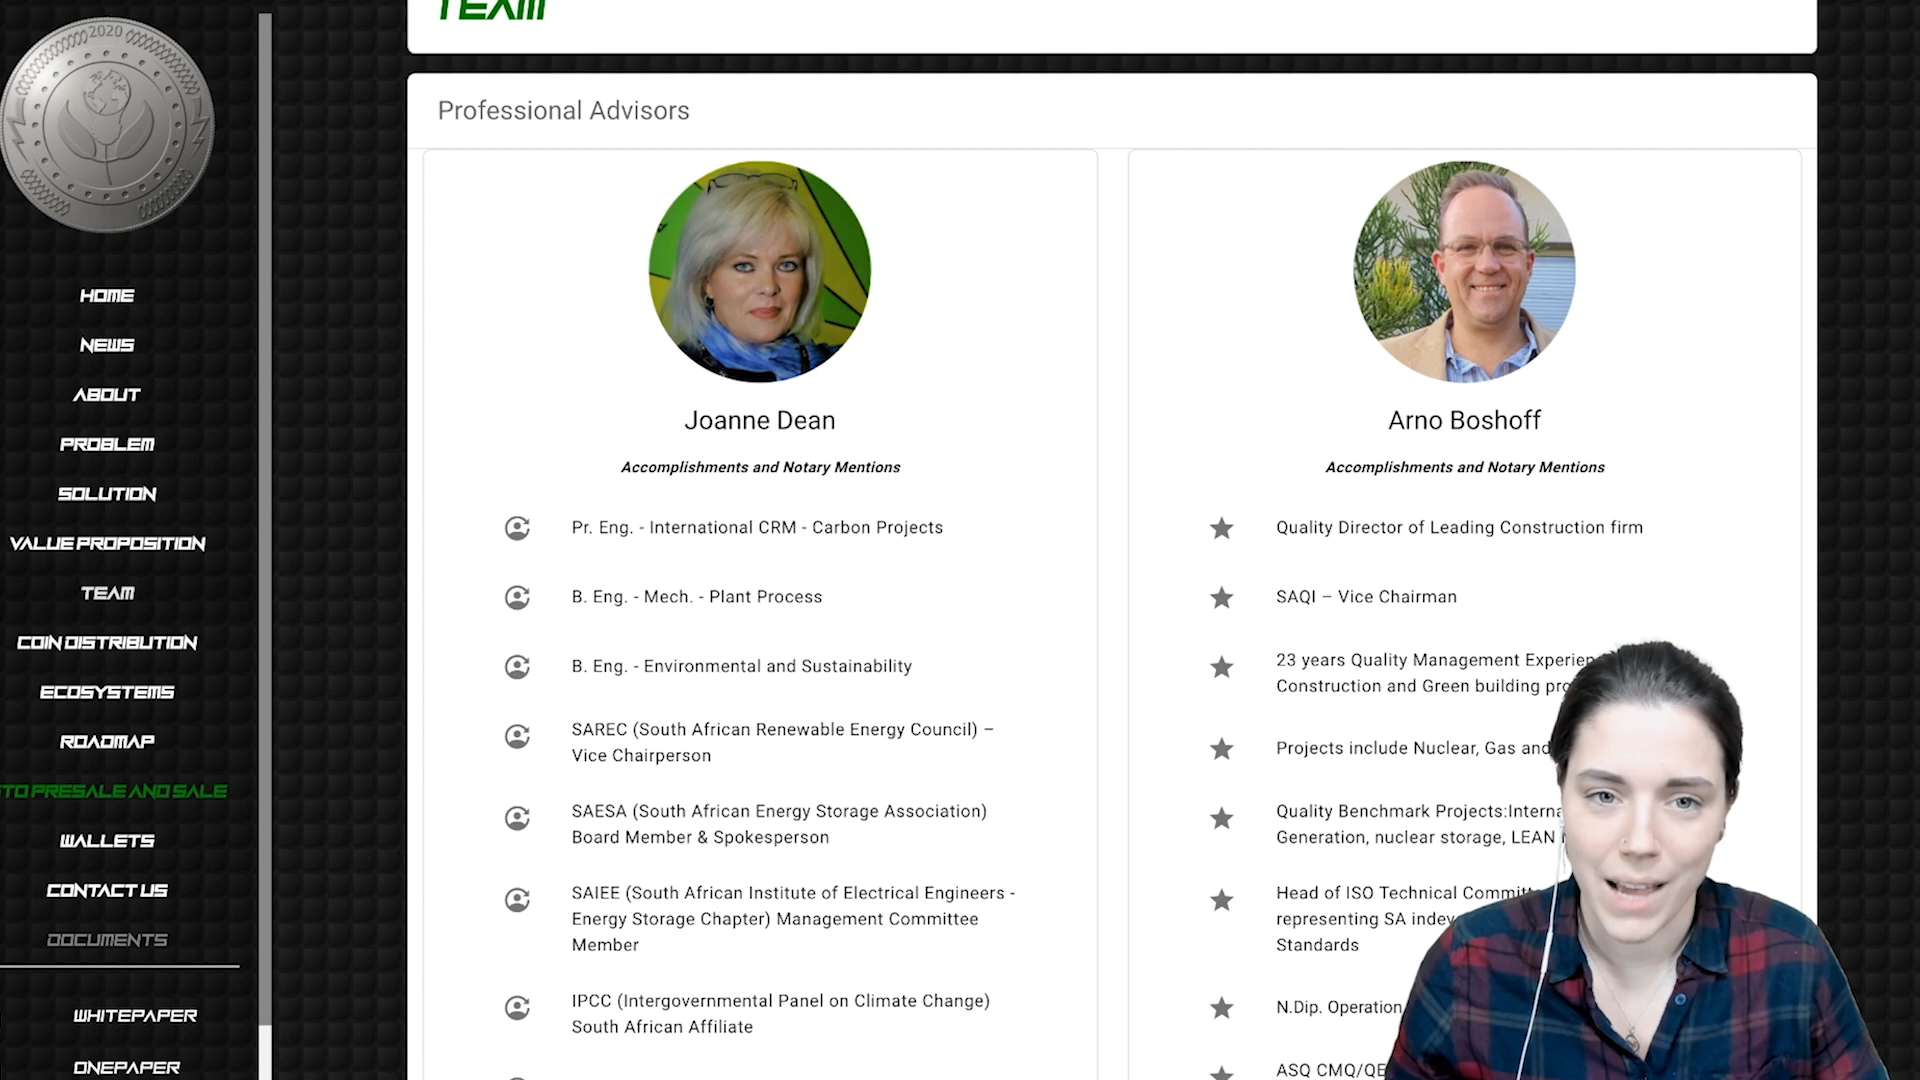 TEAM
2020
HOME
NEWS
ABOUT
PROBLEM
SOLUTION
VALUE PROPOSITION
TEAM
COIN DISTRIBUTION
ECOSYSTEMS
ROADMAP
STO PRESALE AND SALE
WALLETS
CONTACT US
DOCUMENTS
WHITEPAPER
ONEPAPER
Professional Advisors
Joanne Dean
Accomplishments and Notary Mentions
Pr. Eng. - International CRM - Carbon Projects
B. Eng. - Mech. - Plant Process
B. Eng. - Environmental and Sustainability
SAREC (South African Renewable Energy Council) –
Vice Chairperson
SAESA (South African Energy Storage Association)
Board Member & Spokesperson
SAIEE (South African Institute of Electrical Engineers -
Energy Storage Chapter) Management Committee
Member
IPCC (Intergovernmental Panel on Climate Change)
South African Affiliate
Arno Boshoff
Accomplishments and Notary Mentions
Quality Director of Leading Construction firm
SAQI – Vice Chairman
23 years Quality Management
Construction and Green building
Projects include Nuclear, Gas and
Quality Benchmark Projects:
Generation, nuclear storage, LEAN
Head of ISO Technical
representing SA
Standards
N.Dip. Operation
ASQ CMQ/QE